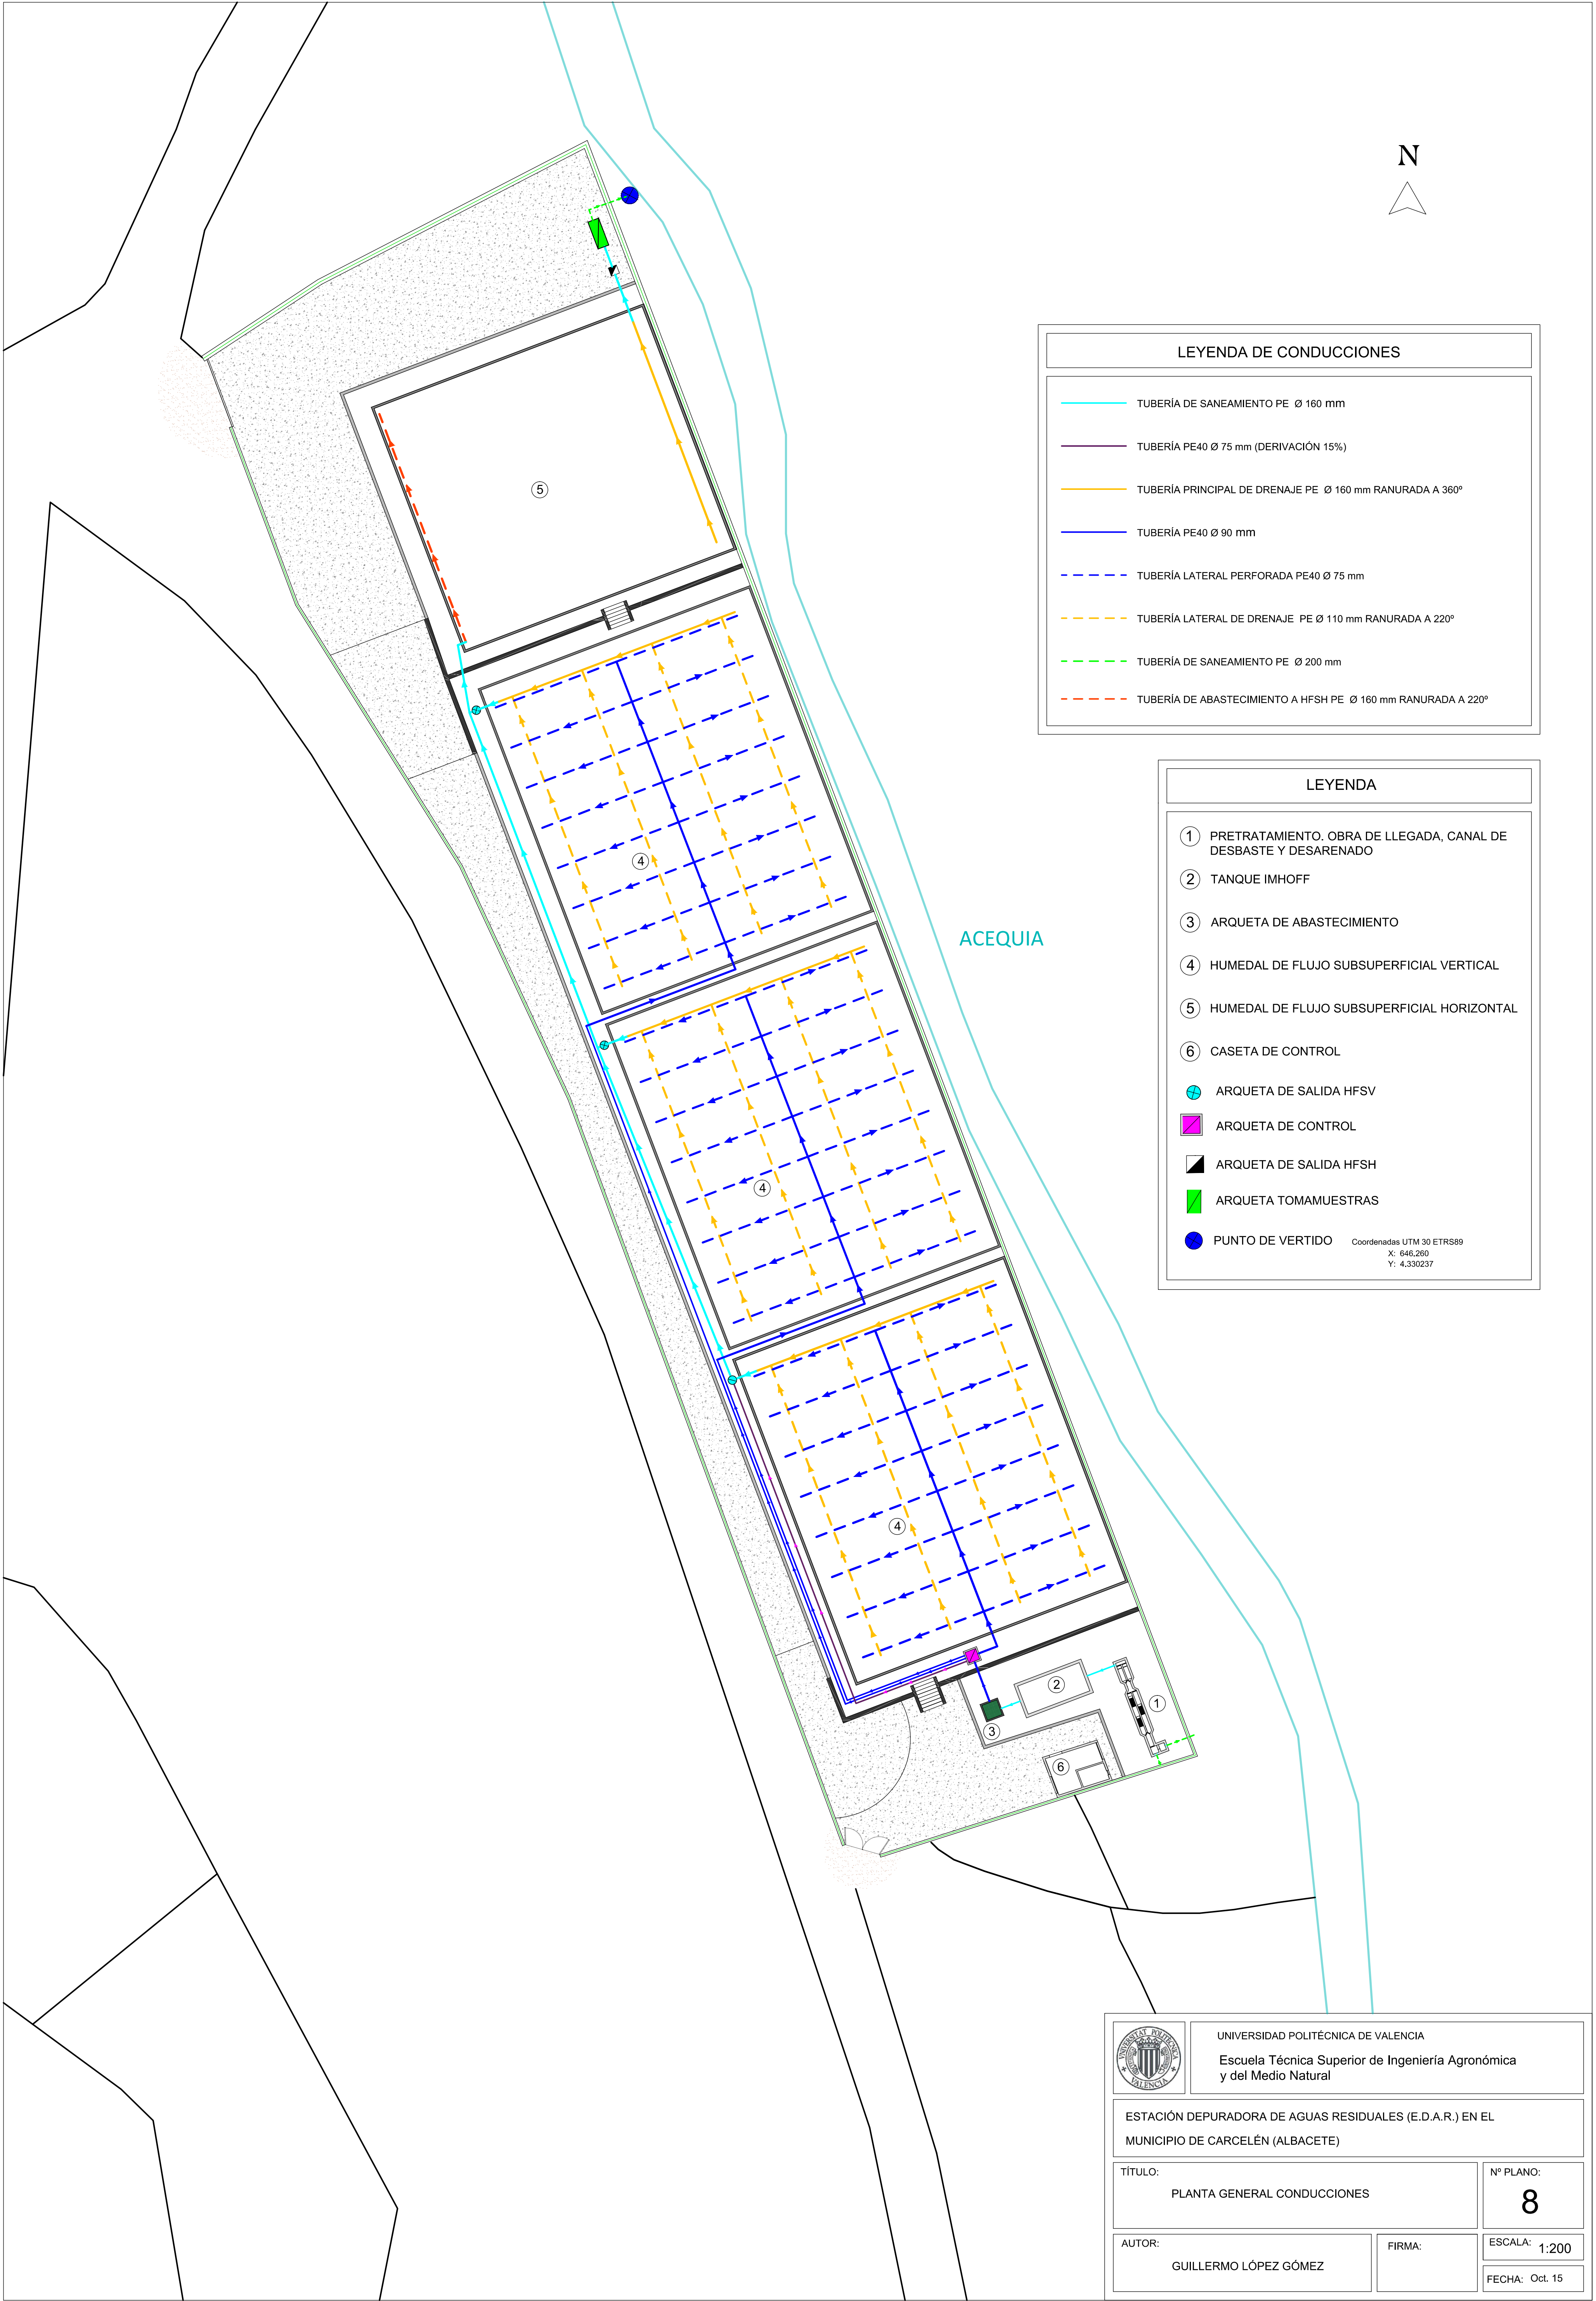 N
5
4
4
4
ACEQUIA
1
2
3
6
LEYENDA DE CONDUCCIONES
TUBERÍA DE SANEAMIENTO PE Ø 160 mm
TUBERÍA PE40 Ø 75 mm (DERIVACIÓN 15%)
TUBERÍA PRINCIPAL DE DRENAJE PE Ø 160 mm RANURADA A 360º
TUBERÍA PE40 Ø 90 mm
TUBERÍA LATERAL PERFORADA PE40 Ø 75 mm
TUBERÍA LATERAL DE DRENAJE PE Ø 110 mm RANURADA A 220º
TUBERÍA DE SANEAMIENTO PE Ø 200 mm
TUBERÍA DE ABASTECIMIENTO A HFSH PE Ø 160 mm RANURADA A 220º
LEYENDA
1 PRETRATAMIENTO. OBRA DE LLEGADA, CANAL DE
DESBASTE Y DESARENADO
2 TANQUE IMHOFF
3 ARQUETA DE ABASTECIMIENTO
4 HUMEDAL DE FLUJO SUBSUPERFICIAL VERTICAL
5 HUMEDAL DE FLUJO SUBSUPERFICIAL HORIZONTAL
6 CASETA DE CONTROL
ARQUETA DE SALIDA HFSV
ARQUETA DE CONTROL
ARQUETA DE SALIDA HFSH
ARQUETA TOMAMUESTRAS
PUNTO DE VERTIDO Coordenadas UTM 30 ETRS89
X: 646,260
Y: 4.330237
UNIVERSITAT POLITÈCNICA
VALENCIA
UNIVERSIDAD POLITÉCNICA DE VALENCIA
Escuela Técnica Superior de Ingeniería Agronómica
y del Medio Natural
ESTACIÓN DEPURADORA DE AGUAS RESIDUALES (E.D.A.R.) EN EL
MUNICIPIO DE CARCELÉN (ALBACETE)
TÍTULO:
PLANTA GENERAL CONDUCCIONES
Nº PLANO:
8
AUTOR:
GUILLERMO LÓPEZ GÓMEZ
FIRMA:
ESCALA: 1:200
FECHA: Oct. 15